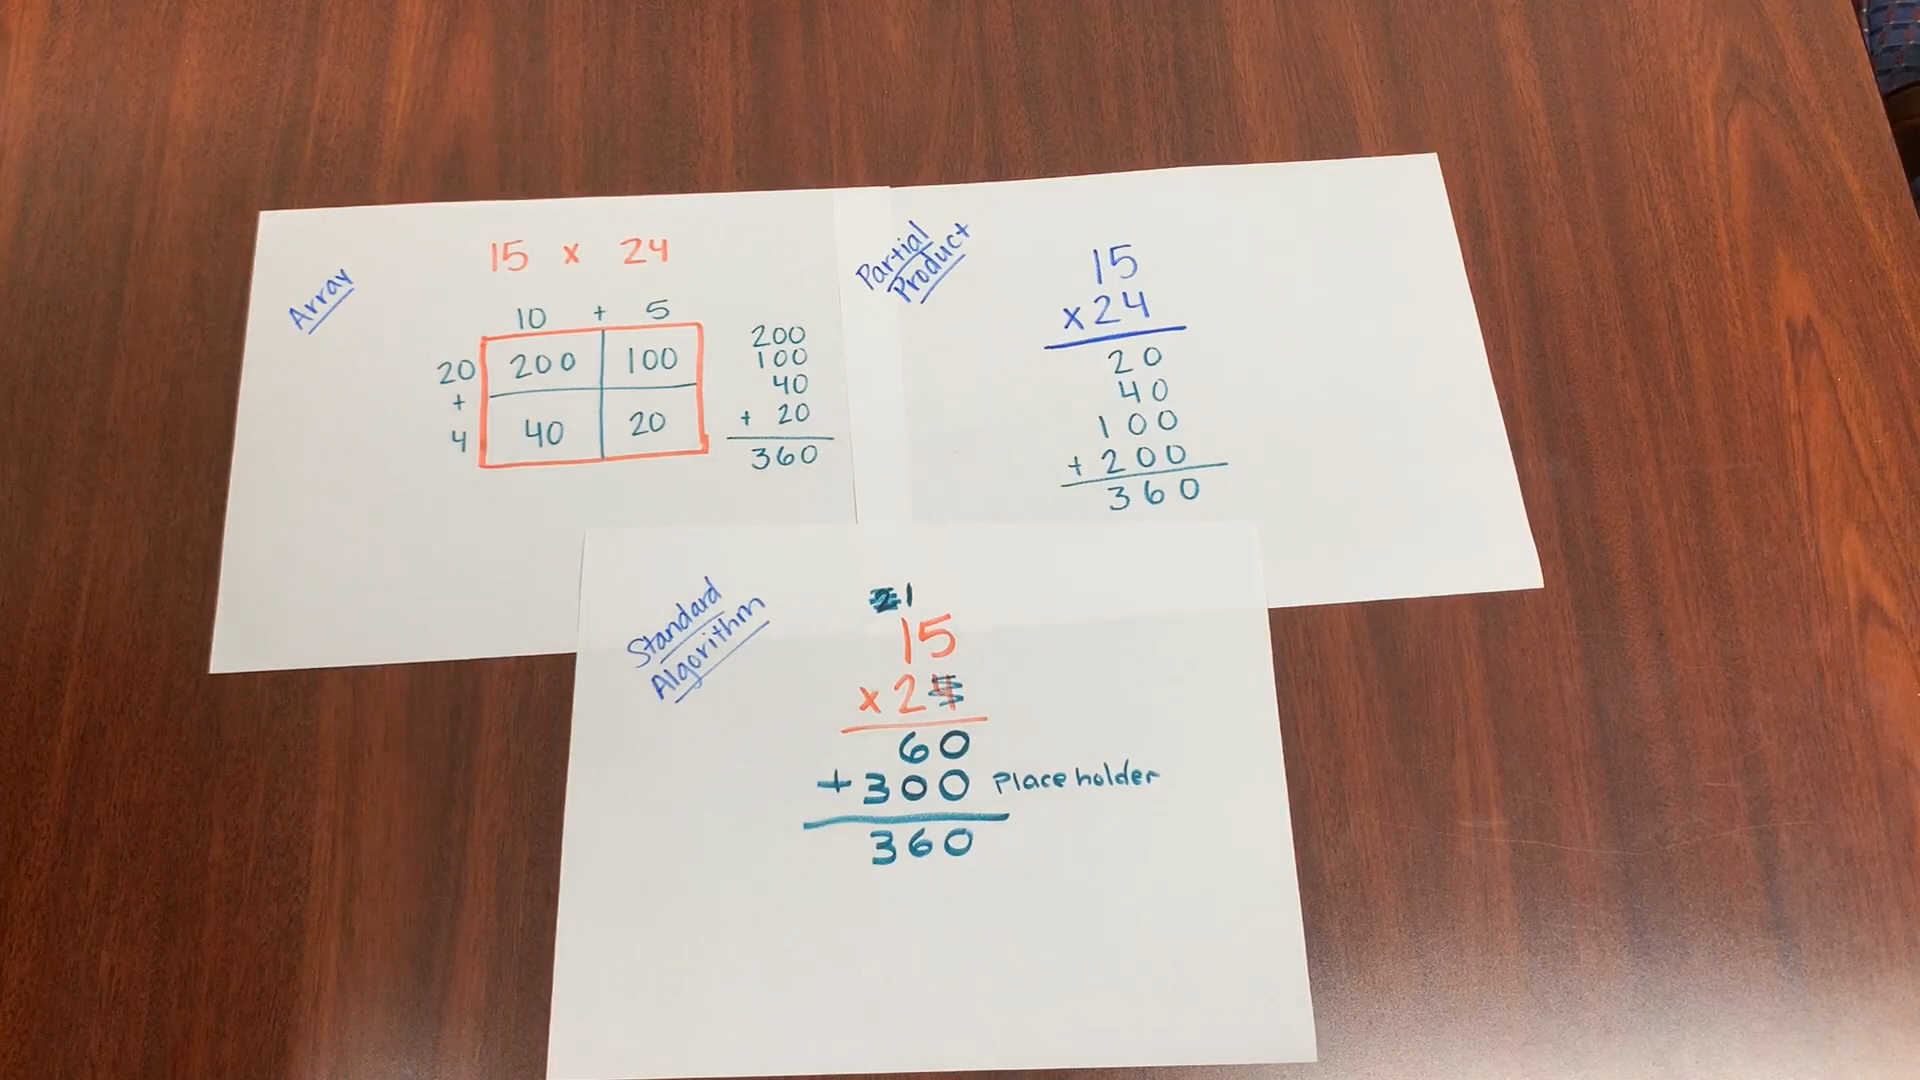 Array
15 x 24
10 + 5
20 200 100
+
4 40 20
200
100
40
+ 20
360
Partial
Product
15
x24
20
40
100
+ 200
360
Standard
Algorithm
21
15
x24
60
+300 Place holder
360